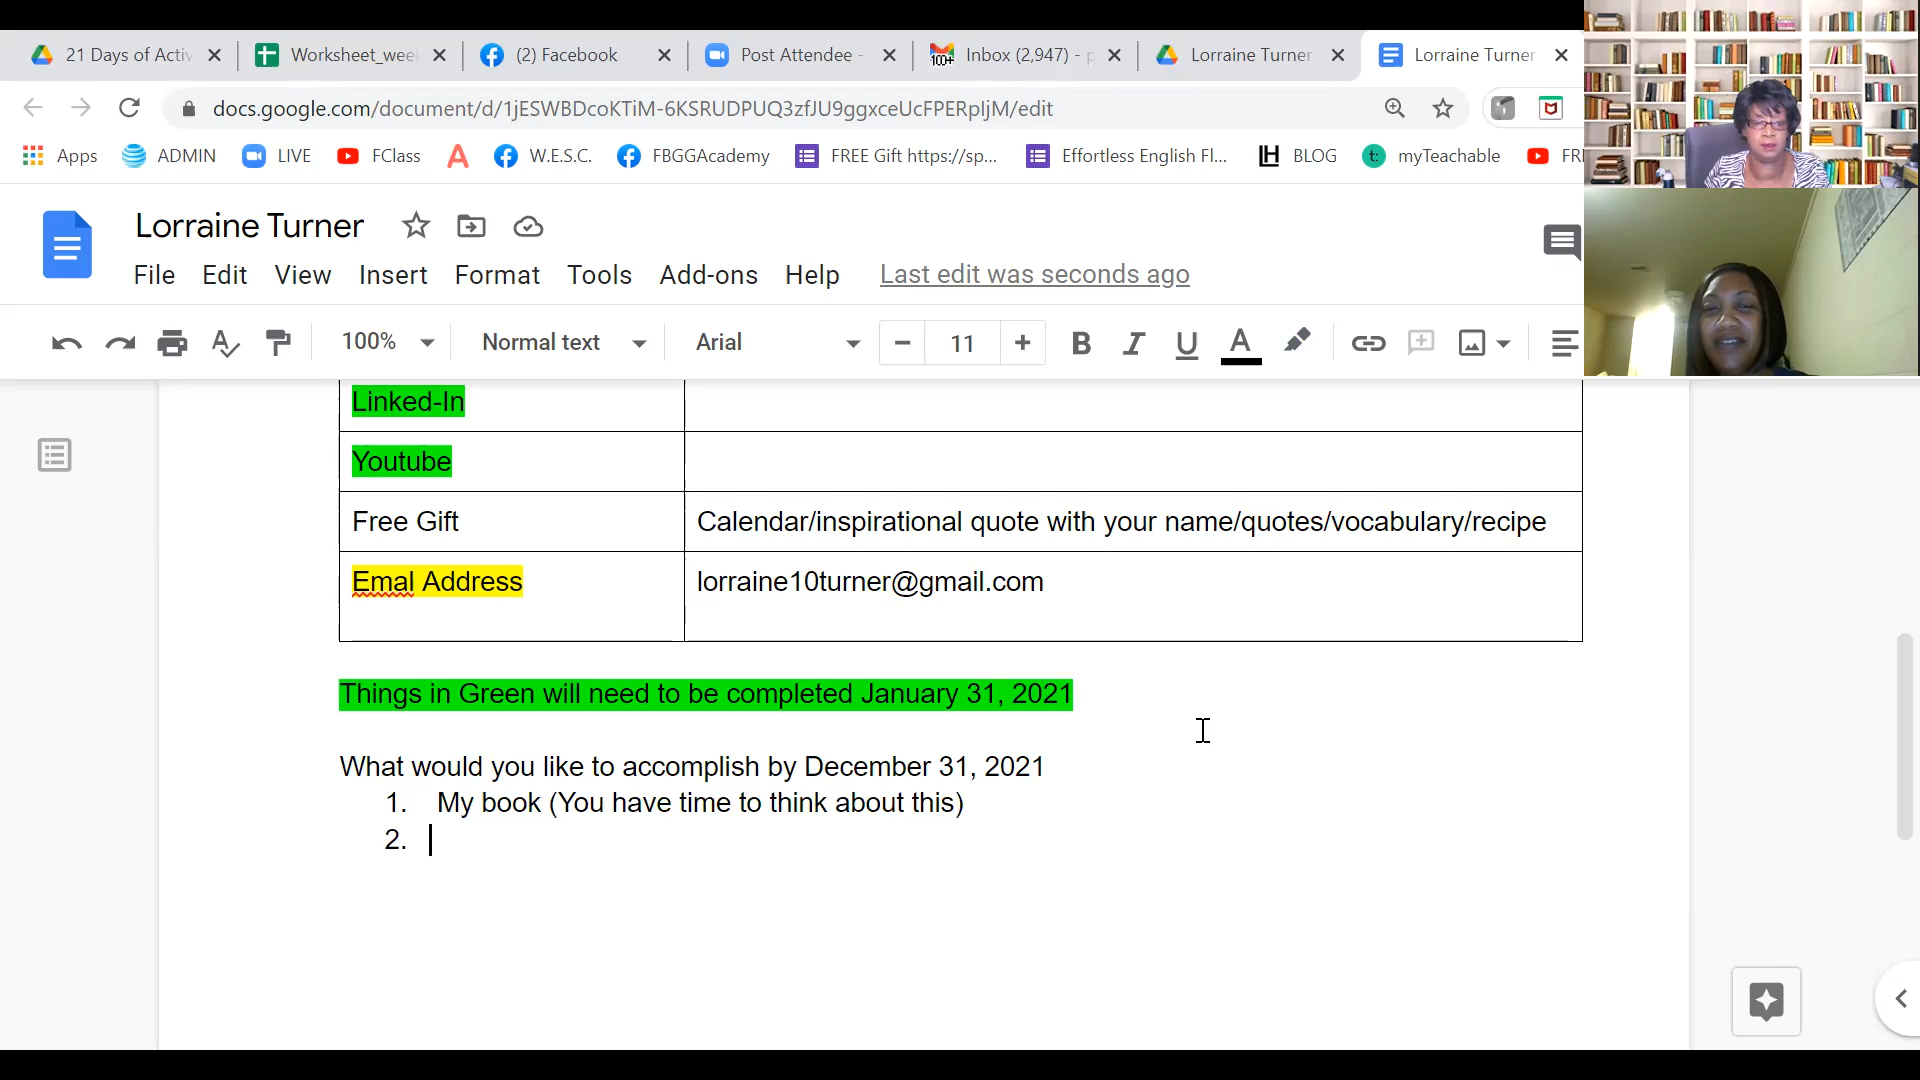 21 Days of Activ
Worksheet_wee
(2) Facebook
Post Attendee -
100+
Inbox (2,947) - p
Lorraine Turner
Lorraine Turner
docs.google.com/document/d/1jESWBDcoKTiM-6KSRUDPUQ3zfJU9ggxceUcFPERpIjM/edit
Apps
ADMIN
LIVE
FClass
W.E.S.C.
FBGGAcademy
FREE Gift https://sp...
Effortless English Fl...
LH
BLOG
t:
myTeachable
FRE
Lorraine Turner
File Edit View Insert Format Tools Add-ons Help Last edit was seconds ago
100% Normal text Arial − 11 + B I U A
Linked-In
Youtube
Free Gift Calendar/inspirational quote with your name/quotes/vocabulary/recipe
Emal Address lorraine10turner@gmail.com
Things in Green will need to be completed January 31, 2021
What would you like to accomplish by December 31, 2021
1. My book (You have time to think about this)
2.